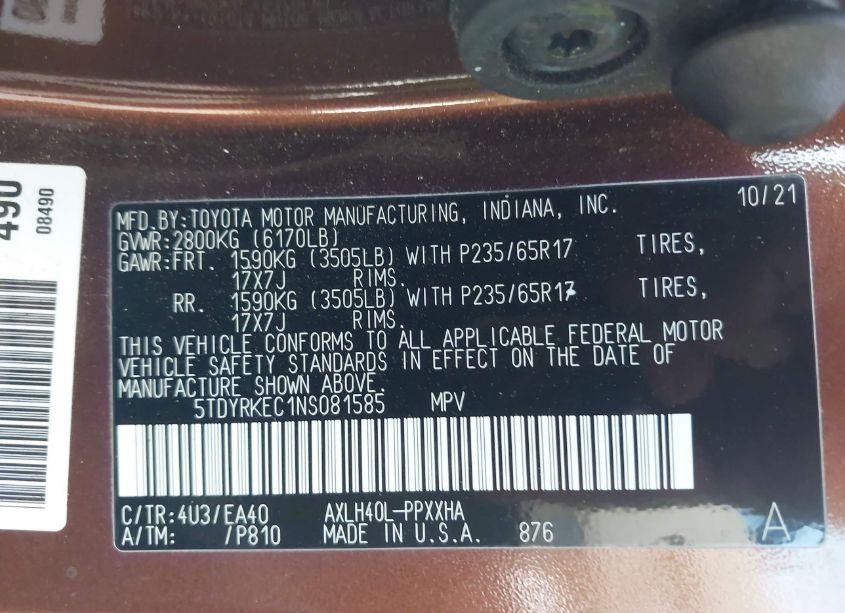 490
08490
MFD.BY:TOYOTA MOTOR MANUFACTURING, INDIANA, INC. 10/21
GVWR:2800KG (6170LB)
GAWR:FRT. 1590KG (3505LB) WITH P235/65R17 TIRES,
17X7J RIMS.
RR. 1590KG (3505LB) WITH P235/65R17 TIRES,
17X7J RIMS.
THIS VEHICLE CONFORMS TO ALL APPLICABLE FEDERAL MOTOR
VEHICLE SAFETY STANDARDS IN EFFECT ON THE DATE OF
MANUFACTURE SHOWN ABOVE.
5TDYRKEC1NS081585 MPV
C/TR:4U3/EA40 AXLH40L-PPXXHA
A/TM: /P810 MADE IN U.S.A. 876 A